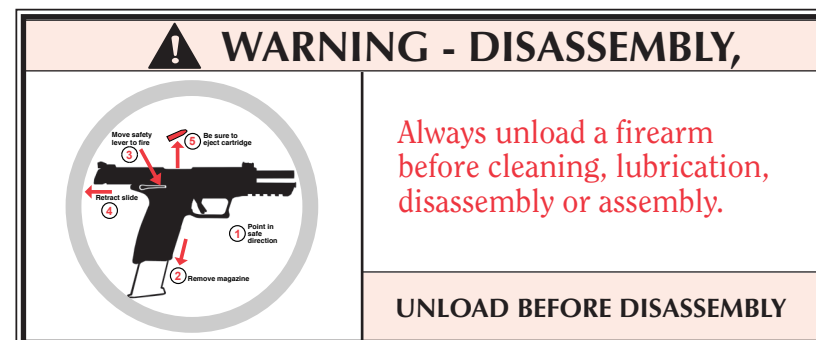 WARNING - DISASSEMBLY,
Move safety
lever to fire
3
5
Be sure to
eject cartridge
Retract slide
4
1
Point in
safe
direction
2
Remove magazine
Always unload a firearm
before cleaning, lubrication,
disassembly or assembly.
UNLOAD BEFORE DISASSEMBLY